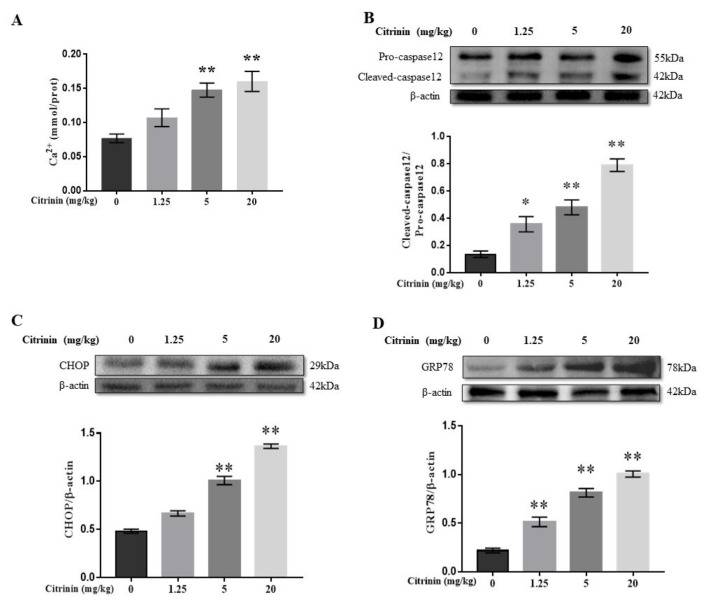 A
Ca2+ (mmol/prot)
0.20
0.15
0.10
0.05
0.00
** **
Citrinin (mg/kg) 0 1.25 5 20
B
Citrinin (mg/kg) 0 1.25 5 20
Pro-caspase12 55kDa
Cleaved-caspase12 42kDa
β-actin 42kDa
Cleaved-caspase12/
Pro-caspase12
1.0
0.8
0.6
0.4
0.2
0.0
* ** **
Citrinin (mg/kg) 0 1.25 5 20
C
Citrinin (mg/kg) 0 1.25 5 20
CHOP 29kDa
β-actin 42kDa
CHOP/β-actin
1.5
1.0
0.5
0.0
** **
Citrinin (mg/kg) 0 1.25 5 20
D
Citrinin (mg/kg) 0 1.25 5 20
GRP78 78kDa
β-actin 42kDa
GRP78/β-actin
1.5
1.0
0.5
0.0
** ** **
Citrinin (mg/kg) 0 1.25 5 20